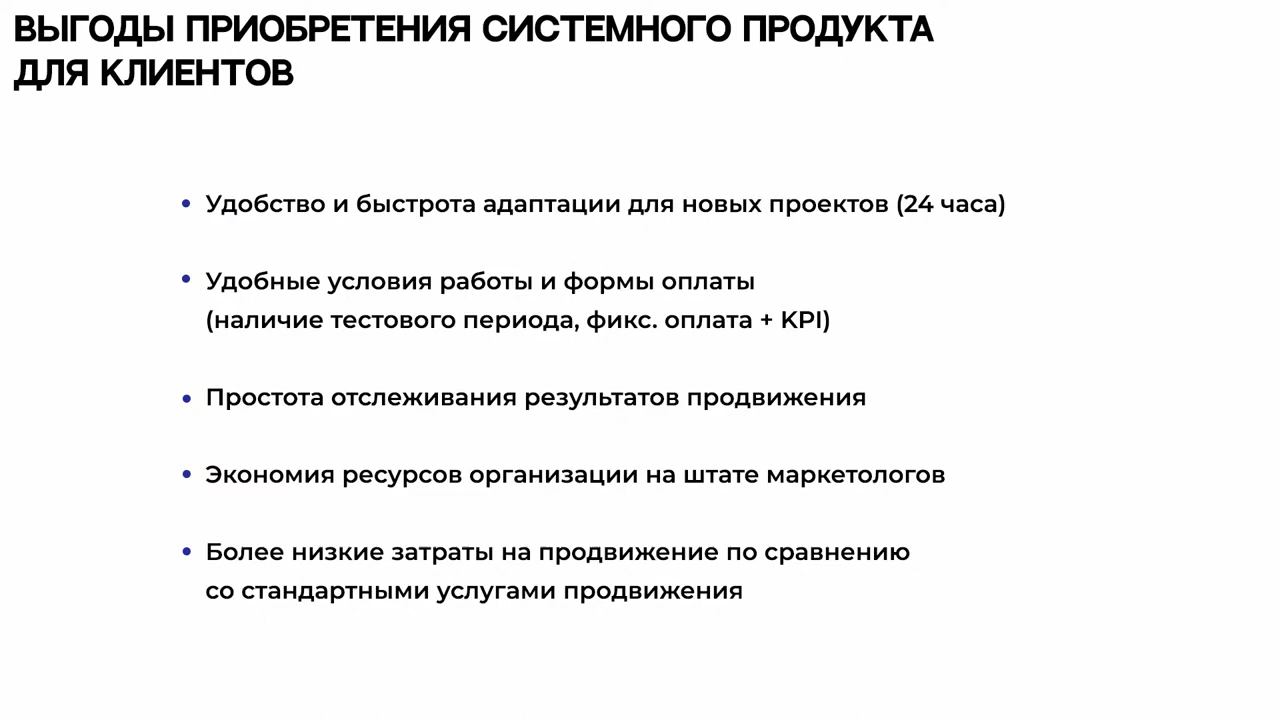 ВЫГОДЫ ПРИОБРЕТЕНИЯ СИСТЕМНОГО ПРОДУКТА
ДЛЯ КЛИЕНТОВ
• Удобство и быстрота адаптации для новых проектов (24 часа)
• Удобные условия работы и формы оплаты
(наличие тестового периода, фикс. оплата + KPI)
• Простота отслеживания результатов продвижения
• Экономия ресурсов организации на штате маркетологов
• Более низкие затраты на продвижение по сравнению
со стандартными услугами продвижения